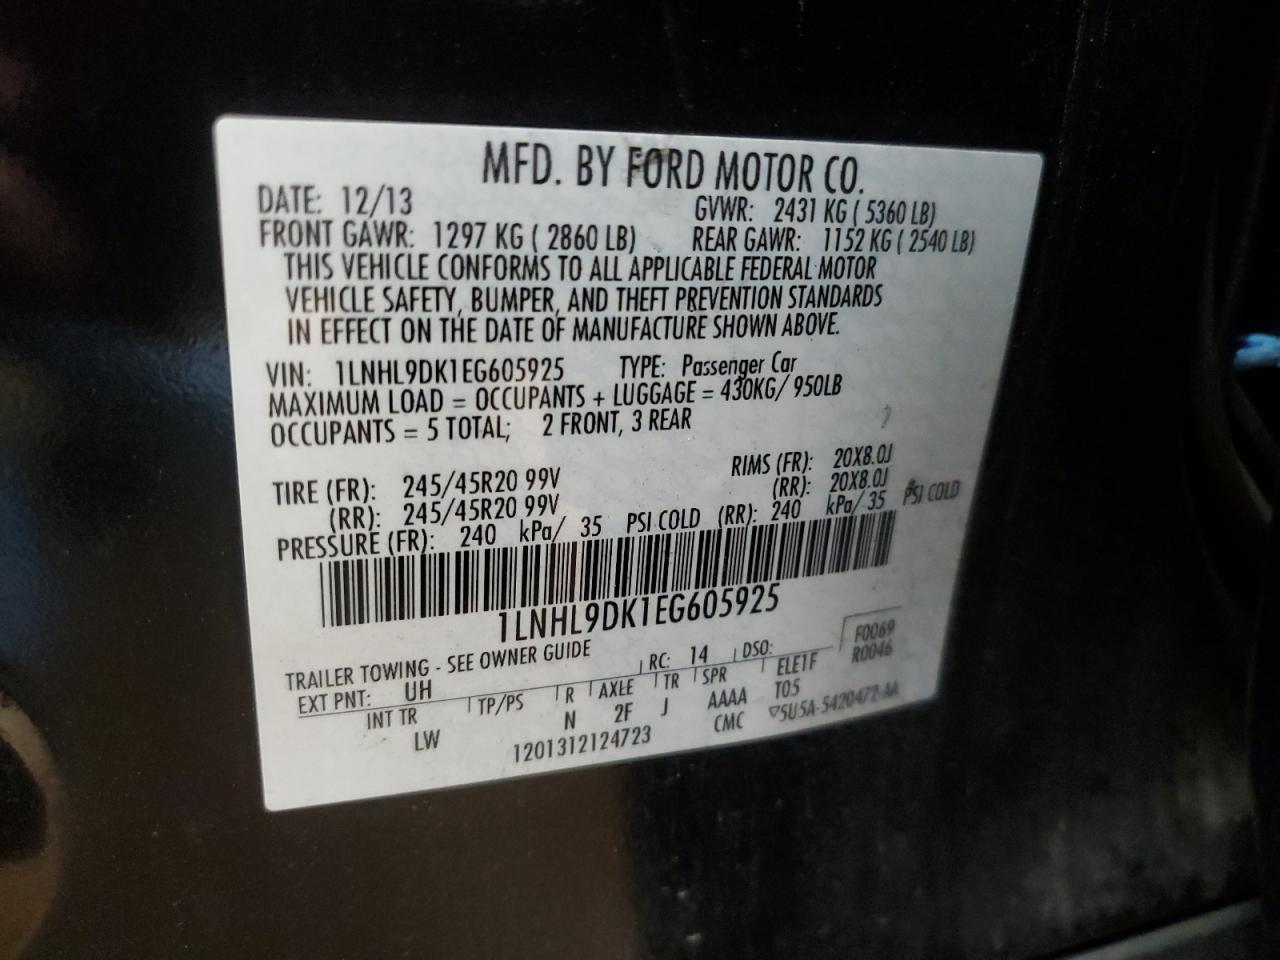 MFD. BY FORD MOTOR CO.
DATE: 12/13 GVWR: 2431 KG ( 5360 LB)
FRONT GAWR: 1297 KG ( 2860 LB) REAR GAWR: 1152 KG ( 2540 LB)
THIS VEHICLE CONFORMS TO ALL APPLICABLE FEDERAL MOTOR
VEHICLE SAFETY, BUMPER, AND THEFT PREVENTION STANDARDS
IN EFFECT ON THE DATE OF MANUFACTURE SHOWN ABOVE.
VIN: 1LNHL9DK1EG605925 TYPE: Passenger Car
MAXIMUM LOAD = OCCUPANTS + LUGGAGE = 430KG/ 950LB
OCCUPANTS = 5 TOTAL; 2 FRONT, 3 REAR
TIRE (FR): 245/45R20 99V RIMS (FR): 20X8.0J
(RR): 245/45R20 99V (RR): 20X8.0J
PRESSURE (FR): 240 kPa/ 35 PSI COLD (RR): 240 kPa/ 35 PSI COLD
1LNHL9DK1EG605925
TRAILER TOWING - SEE OWNER GUIDE RC: 14 DSO: F0069
EXT PNT: UH R0046
INT TR TP/PS R AXLE TR SPR ELE1F
LW N 2F J AAAA T05
1201312124723 CMC ▽5U5A-5420472-AA